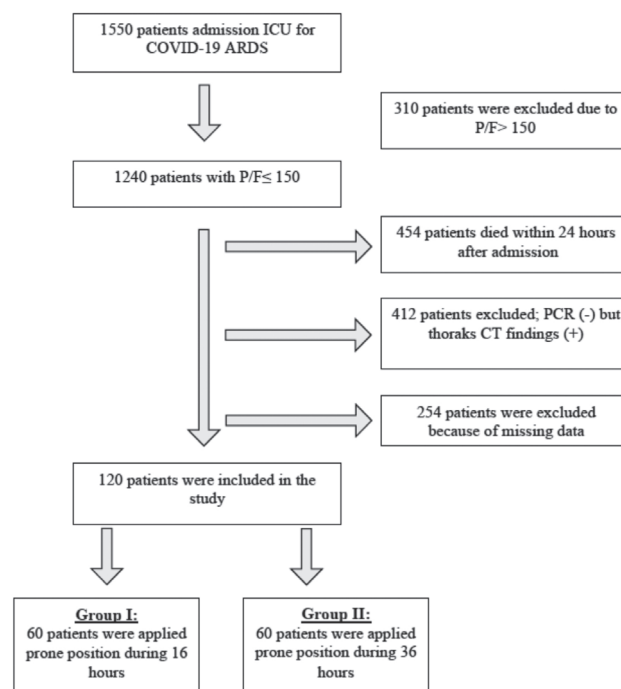 1550 patients admission ICU for
COVID-19 ARDS
310 patients were excluded due to
P/F> 150
1240 patients with P/F≤ 150
454 patients died within 24 hours
after admission
412 patients excluded; PCR (-) but
thoraks CT findings (+)
254 patients were excluded
because of missing data
120 patients were included in the
study
Group I:
60 patients were applied
prone position during 16
hours
Group II:
60 patients were applied
prone position during 36
hours